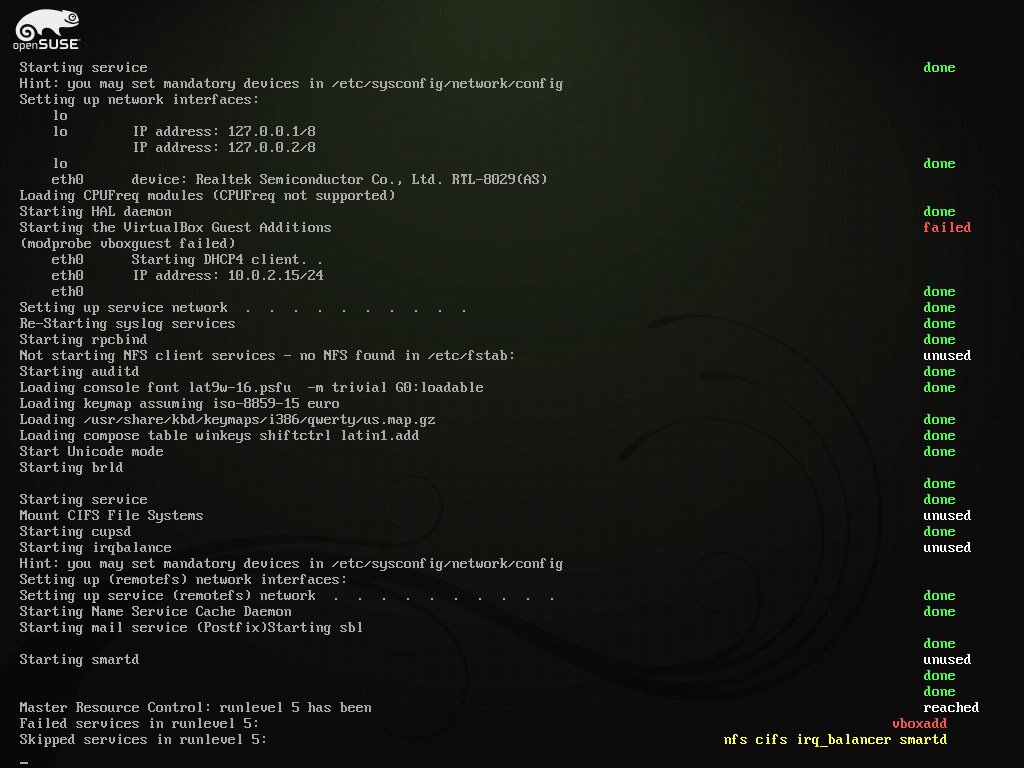 openSUSE
Starting service done
Hint: you may set mandatory devices in /etc/sysconfig/network/config
Setting up network interfaces:
lo
lo IP address: 127.0.0.1/8
IP address: 127.0.0.2/8
lo done
eth0 device: Realtek Semiconductor Co., Ltd. RTL-8029(AS)
Loading CPUFreq modules (CPUFreq not supported)
Starting HAL daemon done
Starting the VirtualBox Guest Additions failed
(modprobe vboxguest failed)
eth0 Starting DHCP4 client. .
eth0 IP address: 10.0.2.15/24
eth0 done
Setting up service network . . . . . . . . . . done
Re-Starting syslog services done
Starting rpcbind done
Not starting NFS client services - no NFS found in /etc/fstab: unused
Starting auditd done
Loading console font lat9w-16.psfu -m trivial G0:loadable done
Loading keymap assuming iso-8859-15 euro
Loading /usr/share/kbd/keymaps/i386/qwerty/us.map.gz done
Loading compose table winkeys shiftctrl latin1.add done
Start Unicode mode done
Starting brld
done
Starting service done
Mount CIFS File Systems unused
Starting cupsd done
Starting irqbalance unused
Hint: you may set mandatory devices in /etc/sysconfig/network/config
Setting up (remotefs) network interfaces:
Setting up service (remotefs) network . . . . . . . . . . done
Starting Name Service Cache Daemon done
Starting mail service (Postfix)Starting sbl
done
Starting smartd unused
done
done
Master Resource Control: runlevel 5 has been reached
Failed services in runlevel 5: vboxadd
Skipped services in runlevel 5: nfs cifs irq_balancer smartd
_